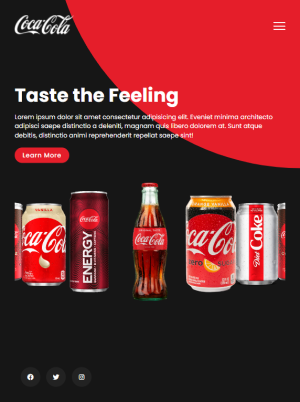 Coca-Cola
Taste the Feeling
Lorem ipsum dolor sit amet consectetur adipisicing elit. Eveniet minima architecto
adipisci saepe distinctio a deleniti, magnam quis libero dolorem at. Sunt atque
debitis, distinctio animi reprehenderit repellat saepe sint!
Learn More
VANILLA
Coca-Cola
Coca-Cola
ENERGY
Coca-Cola
ORANGE VANILLA
Coca-Cola
Diet
Coke